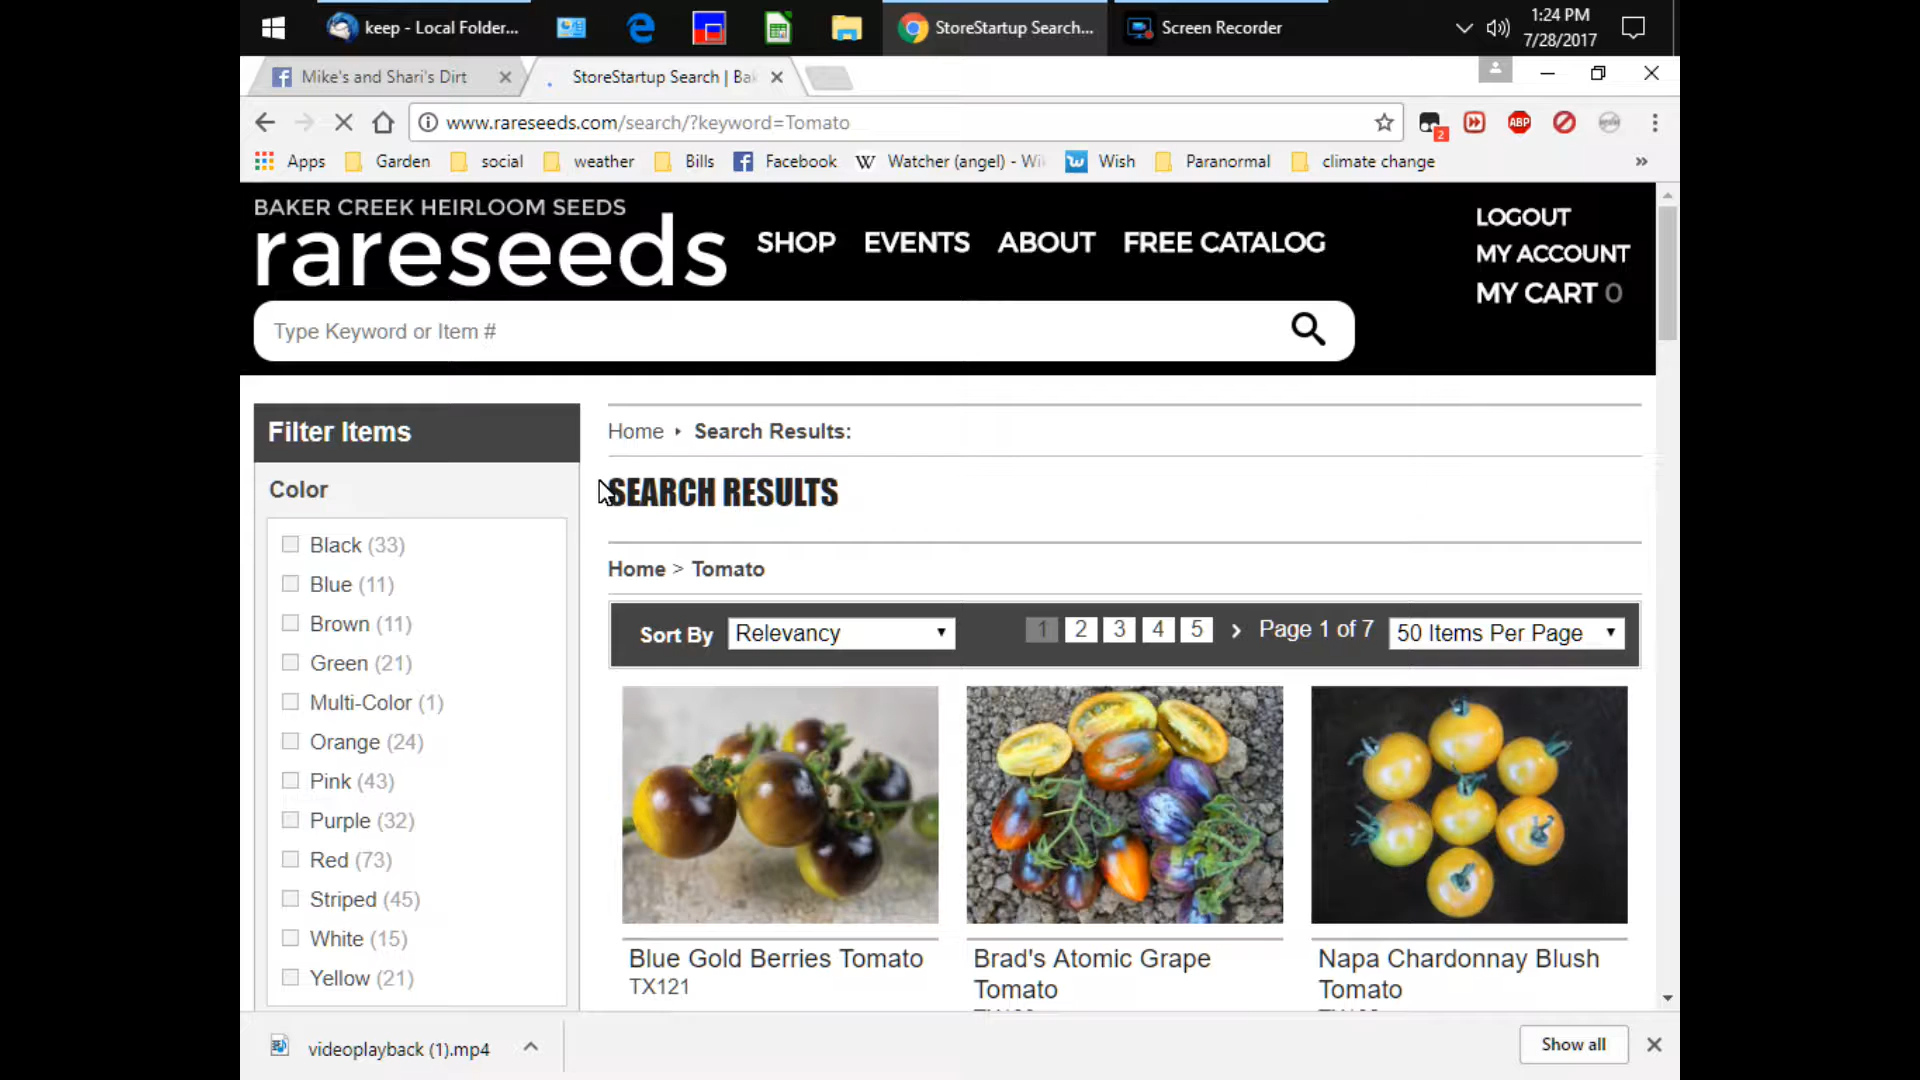 keep - Local Folder...
StoreStartup Search...
Screen Recorder
1:24 PM
7/28/2017
Mike's and Shari's Dirt
StoreStartup Search | Ba
www.rareseeds.com/search/?keyword=Tomato
2
ABP
Apps
Garden
social
weather
Bills
Facebook
W
Watcher (angel) - Wi
w
Wish
Paranormal
climate change
»
BAKER CREEK HEIRLOOM SEEDS
rareseeds
SHOP
EVENTS
ABOUT
FREE CATALOG
LOGOUT
MY ACCOUNT
MY CART 0
Type Keyword or Item #
Filter Items
Color
Black (33)
Blue (11)
Brown (11)
Green (21)
Multi-Color (1)
Orange (24)
Pink (43)
Purple (32)
Red (73)
Striped (45)
White (15)
Yellow (21)
Home ‣ Search Results:
SEARCH RESULTS
Home > Tomato
Sort By
Relevancy
1 2 3 4 5
Page 1 of 7
50 Items Per Page
Blue Gold Berries Tomato
TX121
Brad's Atomic Grape
Tomato
Napa Chardonnay Blush
Tomato
videoplayback (1).mp4
Show all